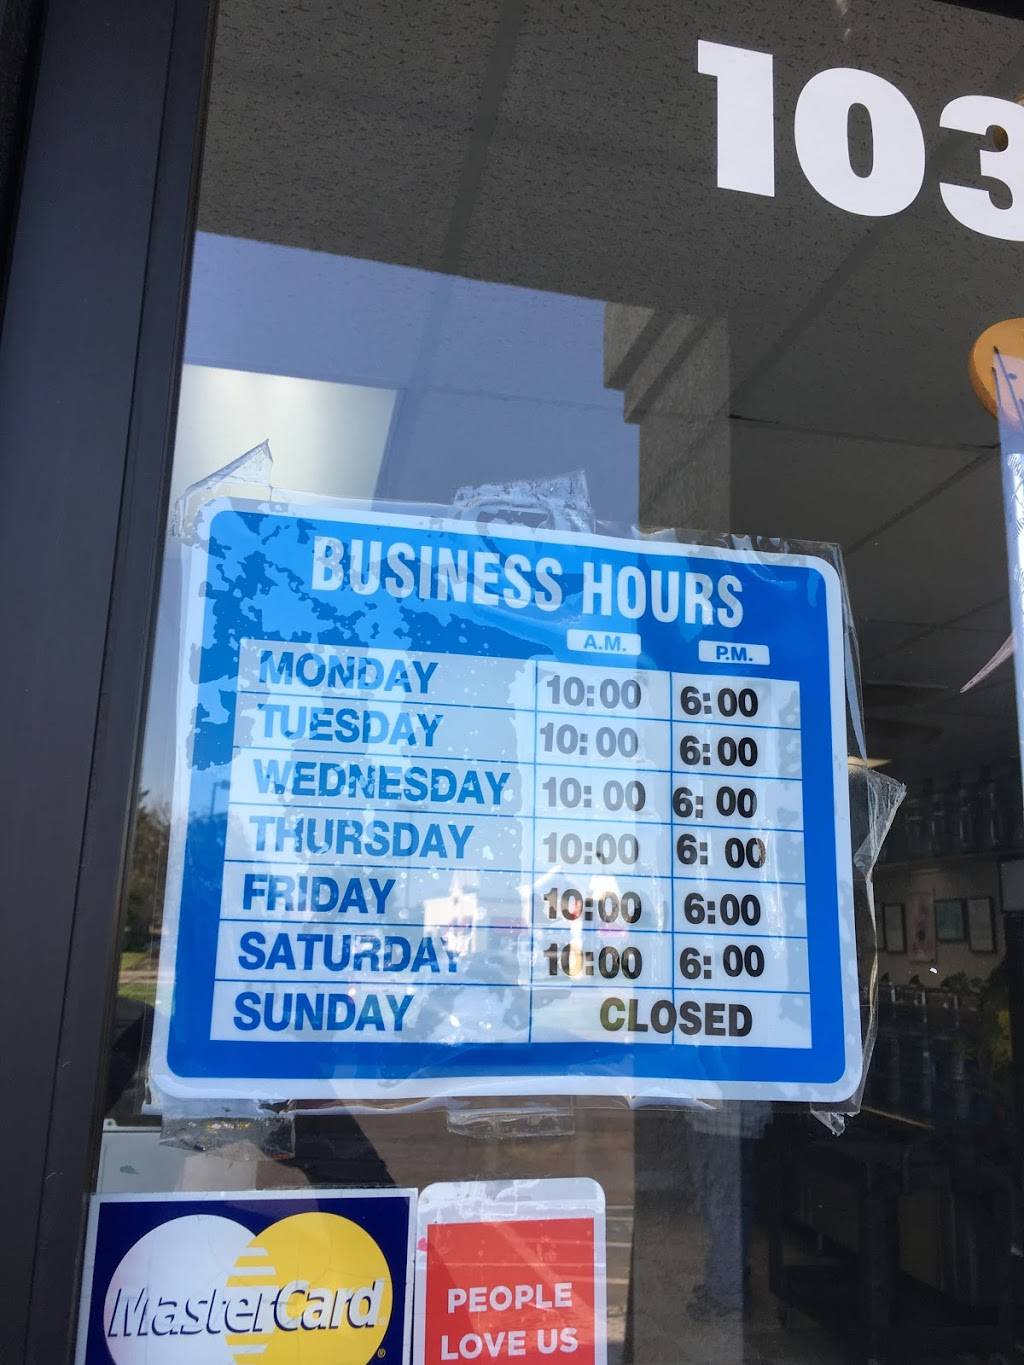 103
BUSINESS HOURS
A.M. P.M.
MONDAY 10:00 6:00
TUESDAY 10:00 6:00
WEDNESDAY 10:00 6:00
THURSDAY 10:00 6:00
FRIDAY 10:00 6:00
SATURDAY 10:00 6:00
SUNDAY CLOSED
MasterCard
PEOPLE
LOVE US